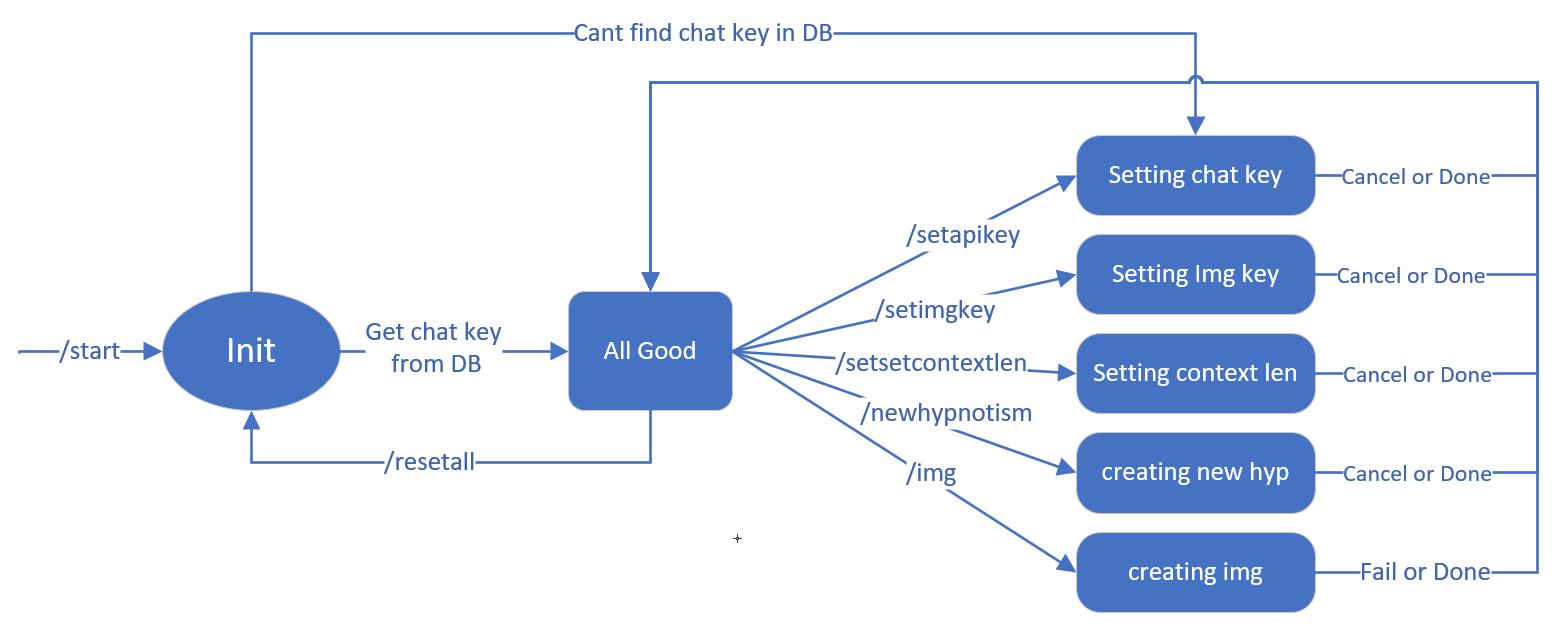 Cant find chat key in DB
Setting chat key
Cancel or Done
/setapikey
Setting Img key
Cancel or Done
/setimgkey
/start
Init
Get chat key
from DB
All Good
/setsetcontextlen
Setting context len
Cancel or Done
/newhypnotism
/resetall
/img
creating new hyp
Cancel or Done
creating img
Fail or Done